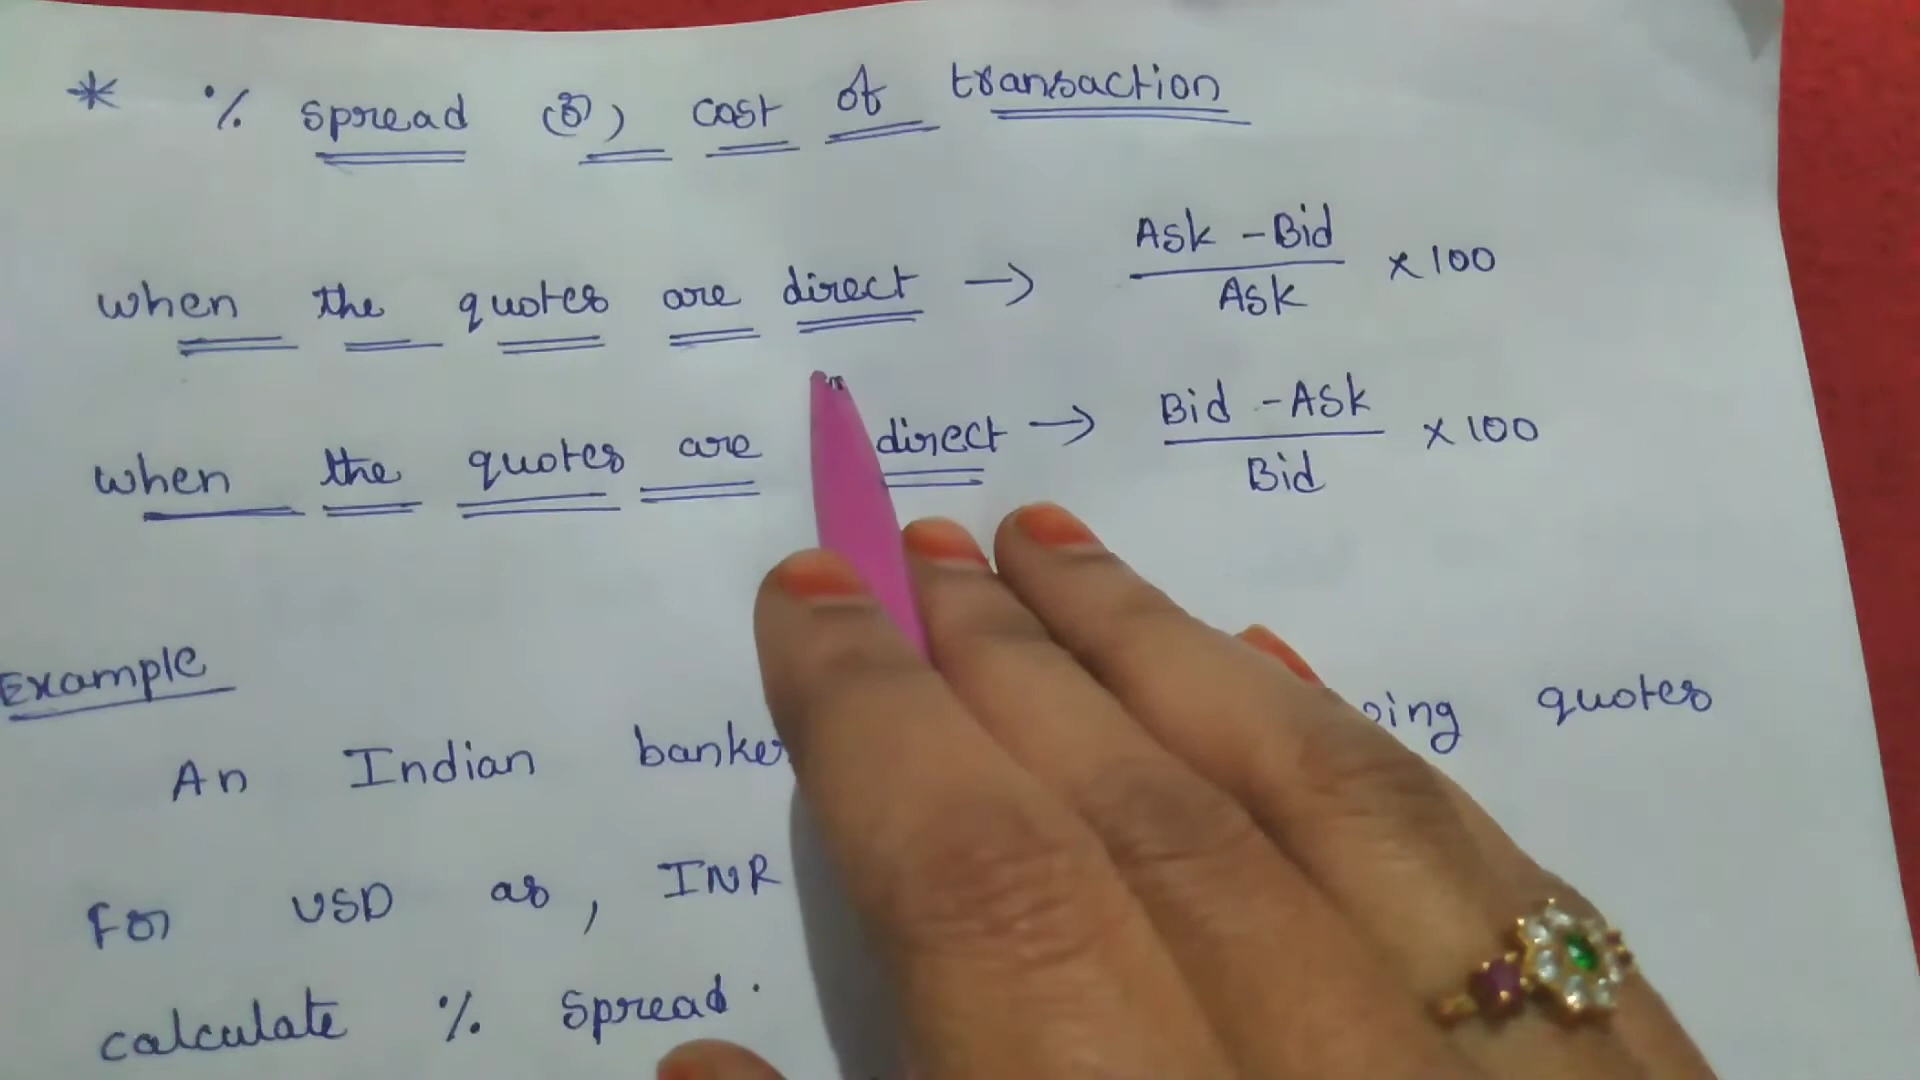 * % spread (or) cost of transaction
when the quotes are direct → Ask - Bid / Ask × 100
when the quotes are direct → Bid - Ask / Bid × 100
Example
An Indian banker quotes
For USD as, INR
calculate % spread.